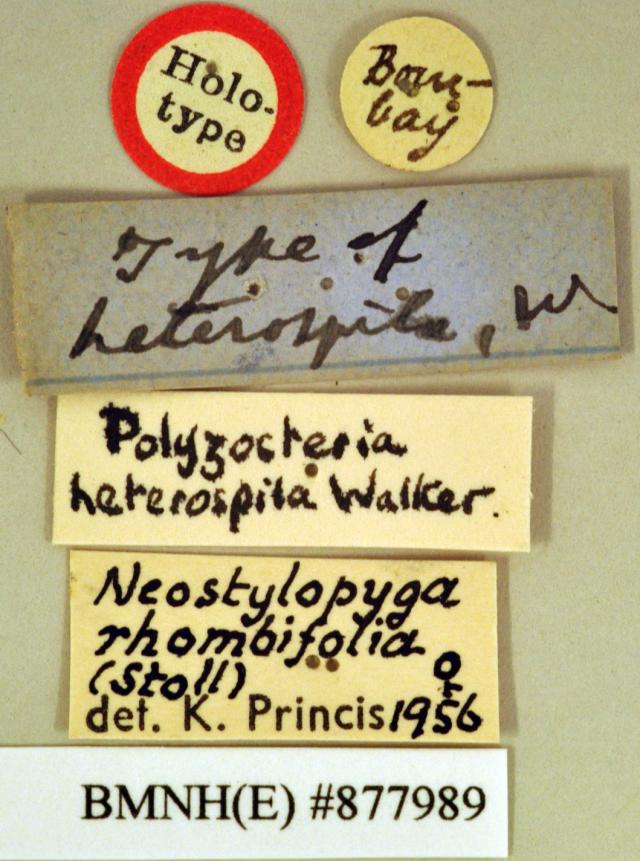 Holo-
type
Bom-
bay
Type of
heterospila, W
Polyzosteria
heterospila Walker.
Neostylopyga
rhombifolia
(Stoll) ♀
det. K. Princis 1956
BMNH(E) #877989